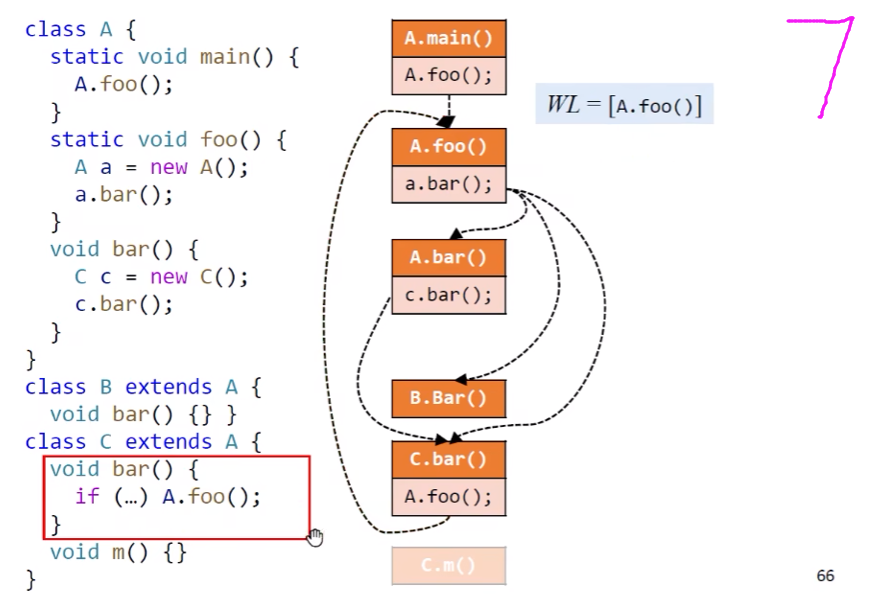 class A {
static void main() {
A.foo();
}
static void foo() {
A a = new A();
a.bar();
}
void bar() {
C c = new C();
c.bar();
}
}
class B extends A {
void bar() {} }
class C extends A {
void bar() {
if (…) A.foo();
}
void m() {}
}
A.main()
A.foo();
A.foo()
a.bar();
A.bar()
c.bar();
B.Bar()
C.bar()
A.foo();
C.m()
WL = [A.foo()]
7
66